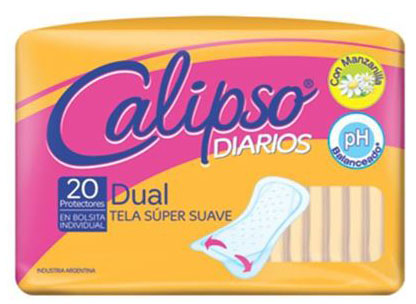 Con Manzanilla
Calipso®
DIARIOS
pH
Balanceado*
20
Protectores
EN BOLSITA
INDIVIDUAL
Dual
TELA SÚPER SUAVE
INDUSTRIA ARGENTINA